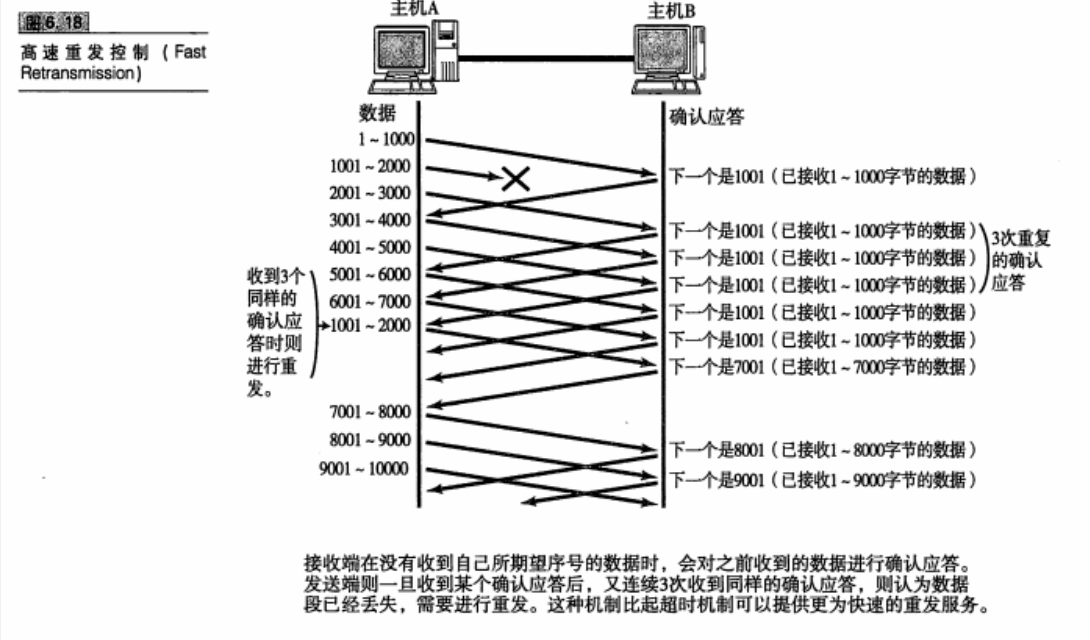 图6.18
高速重发控制（Fast
Retransmission）
主机A
主机B
数据
确认应答
1～1000
1001～2000
2001～3000
3001～4000
4001～5000
5001～6000
6001～7000
1001～2000
7001～8000
8001～9000
9001～10000
收到3个
同样的
确认应
答时则
进行重
发。
下一个是1001（已接收1～1000字节的数据）
下一个是1001（已接收1～1000字节的数据）
下一个是1001（已接收1～1000字节的数据）
下一个是1001（已接收1～1000字节的数据）
下一个是1001（已接收1～1000字节的数据）
下一个是1001（已接收1～1000字节的数据）
下一个是7001（已接收1～7000字节的数据）
下一个是8001（已接收1～8000字节的数据）
下一个是9001（已接收1～9000字节的数据）
3次重复
的确认
应答
接收端在没有收到自己所期望序号的数据时，会对之前收到的数据进行确认应答。
发送端则一旦收到某个确认应答后，又连续3次收到同样的确认应答，则认为数据
段已经丢失，需要进行重发。这种机制比起超时机制可以提供更为快速的重发服务。